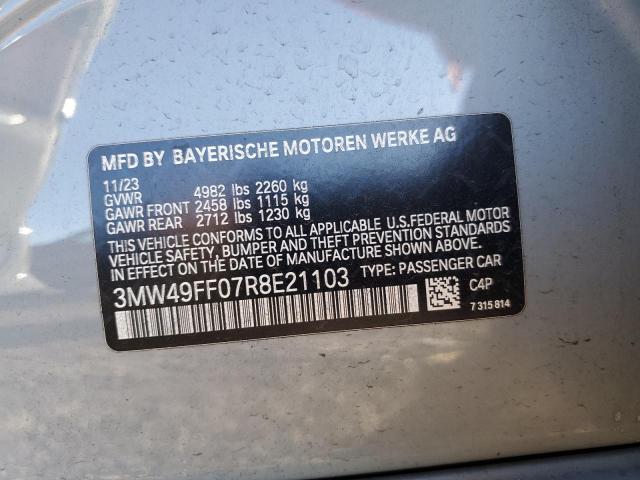 MFD BY BAYERISCHE MOTOREN WERKE AG
11/23
GVWR 4982 lbs 2260 kg
GAWR FRONT 2458 lbs 1115 kg
GAWR REAR 2712 lbs 1230 kg
THIS VEHICLE CONFORMS TO ALL APPLICABLE U.S.FEDERAL MOTOR
VEHICLE SAFETY, BUMPER AND THEFT PREVENTION STANDARDS
IN EFFECT ON THE DATE OF MANUFACTURE SHOWN ABOVE.
3MW49FF07R8E21103 TYPE: PASSENGER CAR
C4P
7 315 814